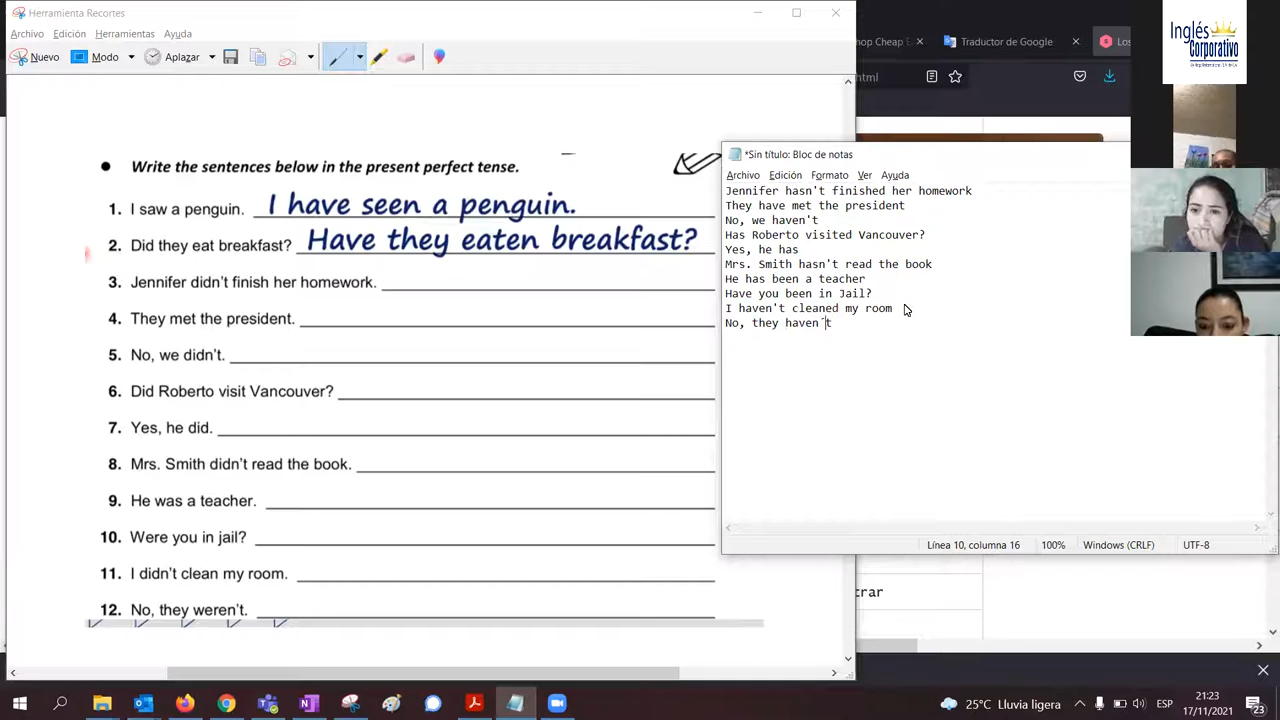 Herramienta Recortes
Archivo Edición Herramientas Ayuda
Nuevo Modo Aplazar
Write the sentences below in the present perfect tense.
1. I saw a penguin. I have seen a penguin.
2. Did they eat breakfast? Have they eaten breakfast?
3. Jennifer didn't finish her homework.
4. They met the president.
5. No, we didn't.
6. Did Roberto visit Vancouver?
7. Yes, he did.
8. Mrs. Smith didn't read the book.
9. He was a teacher.
10. Were you in jail?
11. I didn't clean my room.
12. No, they weren't.
hop Cheap E Traductor de Google Los
html
Inglés
Corporativo
*Sin título: Bloc de notas
Archivo Edición Formato Ver Ayuda
Jennifer hasn't finished her homework
They have met the president
No, we haven't
Has Roberto visited Vancouver?
Yes, he has
Mrs. Smith hasn't read the book
He has been a teacher
Have you been in Jail?
I haven't cleaned my room
No, they haven´t
Línea 10, columna 16 100% Windows (CRLF) UTF-8
rar
25°C Lluvia ligera ESP 21:23
17/11/2021 23